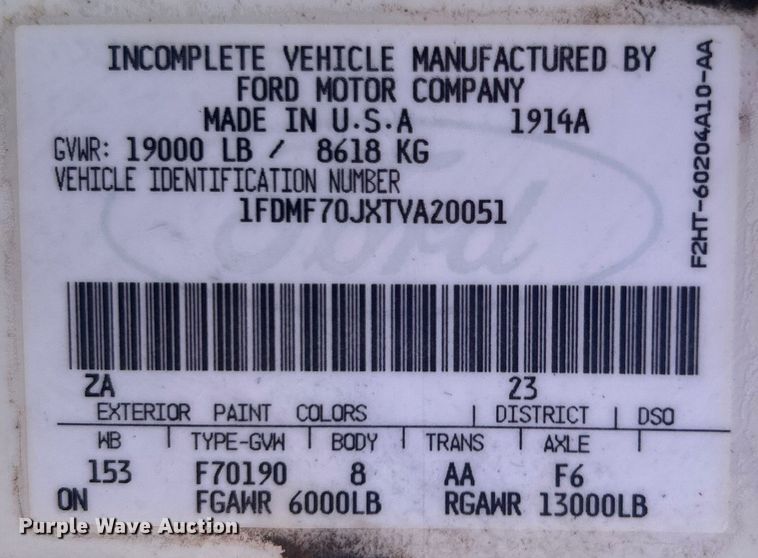 INCOMPLETE VEHICLE MANUFACTURED BY
FORD MOTOR COMPANY
MADE IN U.S.A 1914A
GVWR: 19000 LB / 8618 KG
VEHICLE IDENTIFICATION NUMBER
1FDMF70JXTVA20051
F2HT-60204A10-AA
Ford
ZA 23
EXTERIOR PAINT COLORS | DISTRICT | DSO
WB | TYPE-GVW | BODY | TRANS | AXLE |
153 F70190 8 AA F6
ON FGAWR 6000LB RGAWR 13000LB
Purple Wave Auction